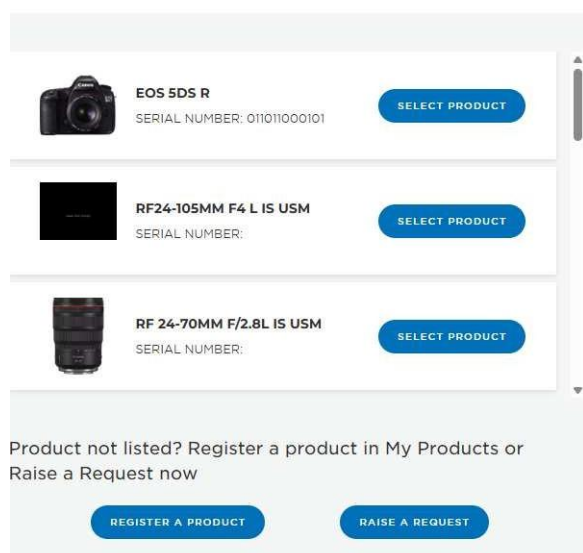 EOS 5DS R
SERIAL NUMBER: 011011000101
SELECT PRODUCT
RF24-105MM F4 L IS USM
SERIAL NUMBER:
SELECT PRODUCT
RF 24-70MM F/2.8L IS USM
SERIAL NUMBER:
SELECT PRODUCT
Product not listed? Register a product in My Products or
Raise a Request now
REGISTER A PRODUCT
RAISE A REQUEST